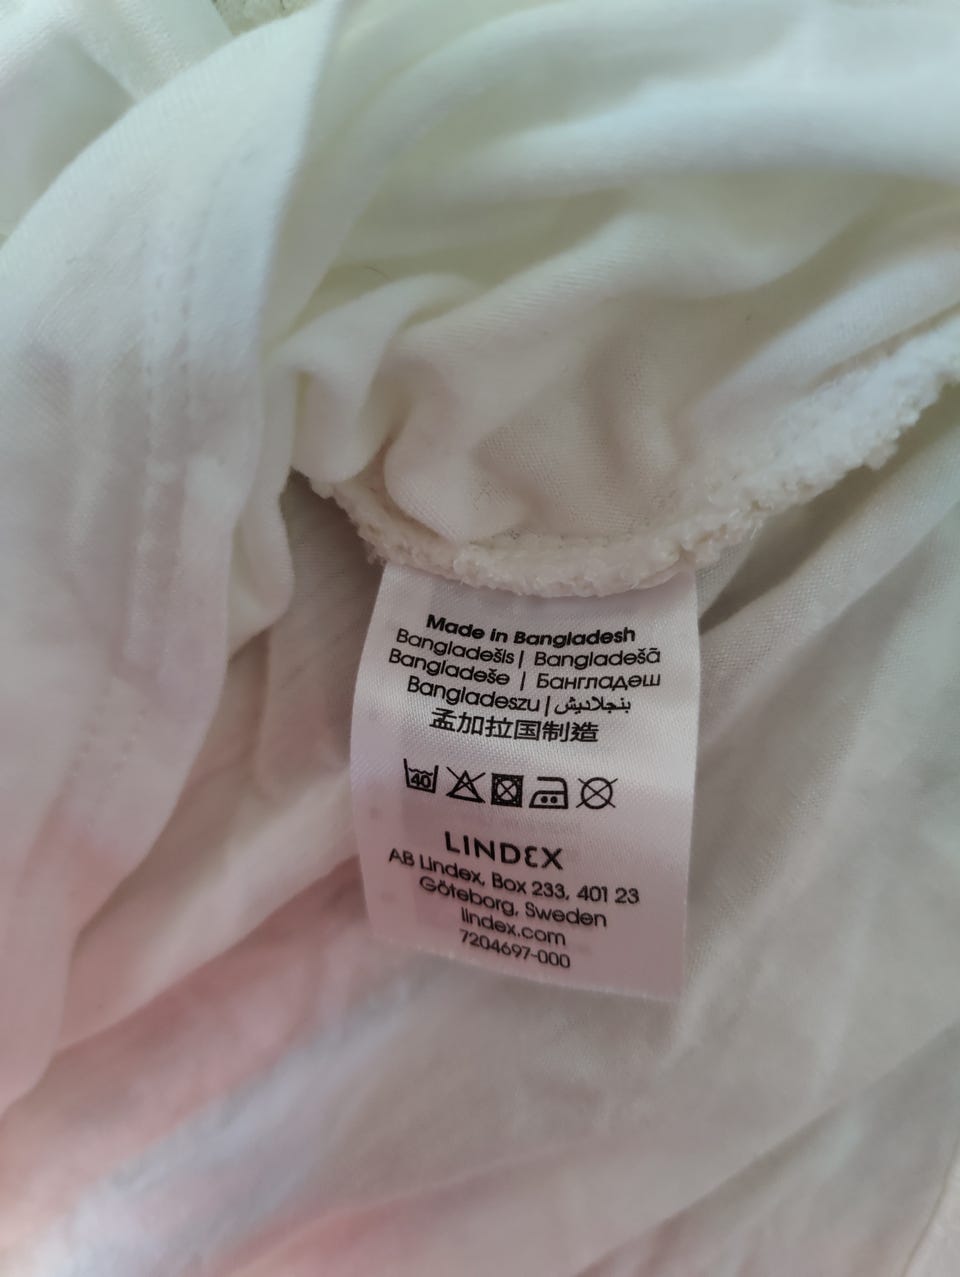 Made in Bangladesh
Bangladešis | Bangladešā
Bangladeše | Бангладеш
Bangladeszu | بنجلاديش
孟加拉国制造
40
LINDEX
AB Lindex, Box 233, 401 23
Göteborg, Sweden
lindex.com
7204697-000